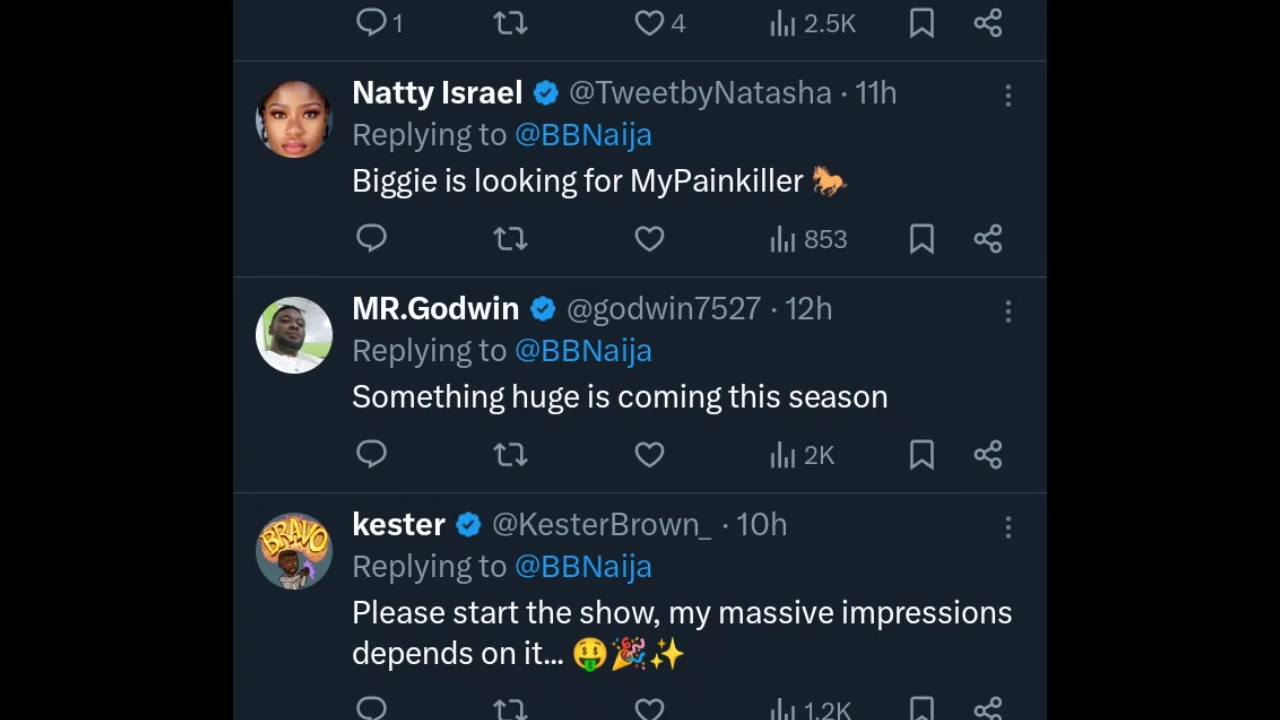 1 4 2.5K
Natty Israel @TweetbyNatasha · 11h
Replying to @BBNaija
Biggie is looking for MyPainkiller 🐎
853
MR.Godwin @godwin7527 · 12h
Replying to @BBNaija
Something huge is coming this season
2K
BRAVO
kester @KesterBrown_ · 10h
Replying to @BBNaija
Please start the show, my massive impressions
depends on it... 🤑🎉✨
1.2K